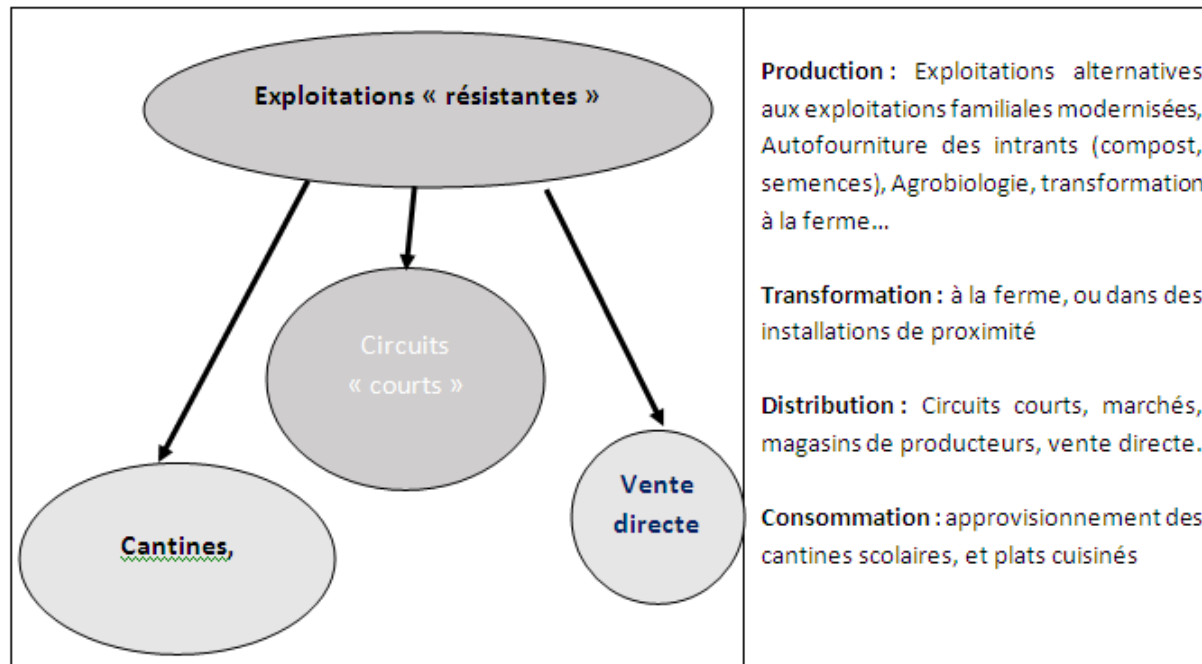 Exploitations « résistantes »
Circuits
« courts »
Cantines,
Vente
directe
Production : Exploitations alternatives
aux exploitations familiales modernisées,
Autofourniture des intrants (compost,
semences), Agrobiologie, transformation
à la ferme...
Transformation : à la ferme, ou dans des
installations de proximité
Distribution : Circuits courts, marchés,
magasins de producteurs, vente directe.
Consommation : approvisionnement des
cantines scolaires, et plats cuisinés